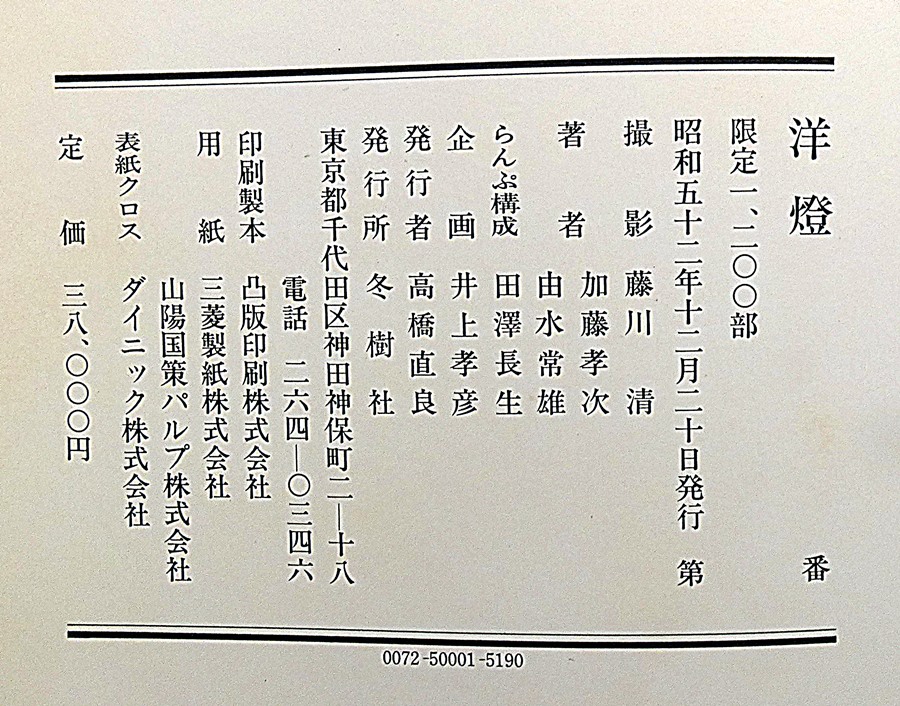 洋燈
限定一、二〇〇部
昭和五十二年十二月二十日発行 第 番
撮影 藤川 清
著者 加藤孝次
由水常雄
らんぷ構成 田澤長生
企画 井上孝彦
発行者 高橋直良
発行所 冬樹社
東京都千代田区神田神保町二―十八
電話 二六四―〇三四六
印刷製本 凸版印刷株式会社
用紙 三菱製紙株式会社
山陽国策パルプ株式会社
表紙クロス ダイニック株式会社
定価 三八、〇〇〇円
0072-50001-5190